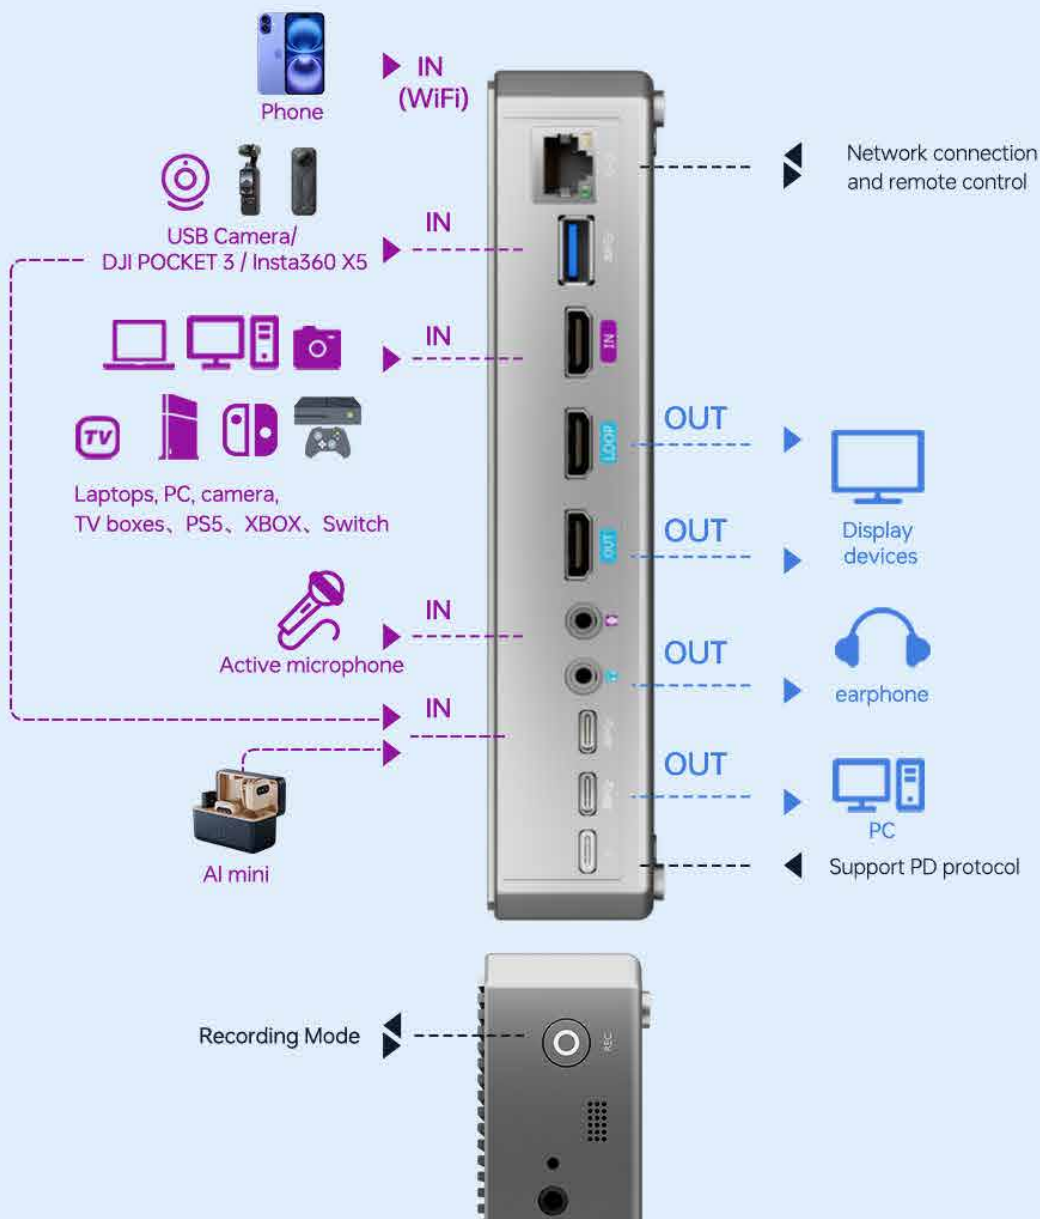 IN
(WiFi)
Phone
Network connection
and remote control
IN
USB Camera/
DJI POCKET 3 / Insta360 X5
IN
IN
OUT
LOOP
TV
Laptops, PC, camera,
TV boxes、PS5、XBOX、Switch
OUT
OUT
Display
devices
IN
Active microphone
OUT
earphone
IN
OUT
PC
AI mini
Support PD protocol
Recording Mode
REC